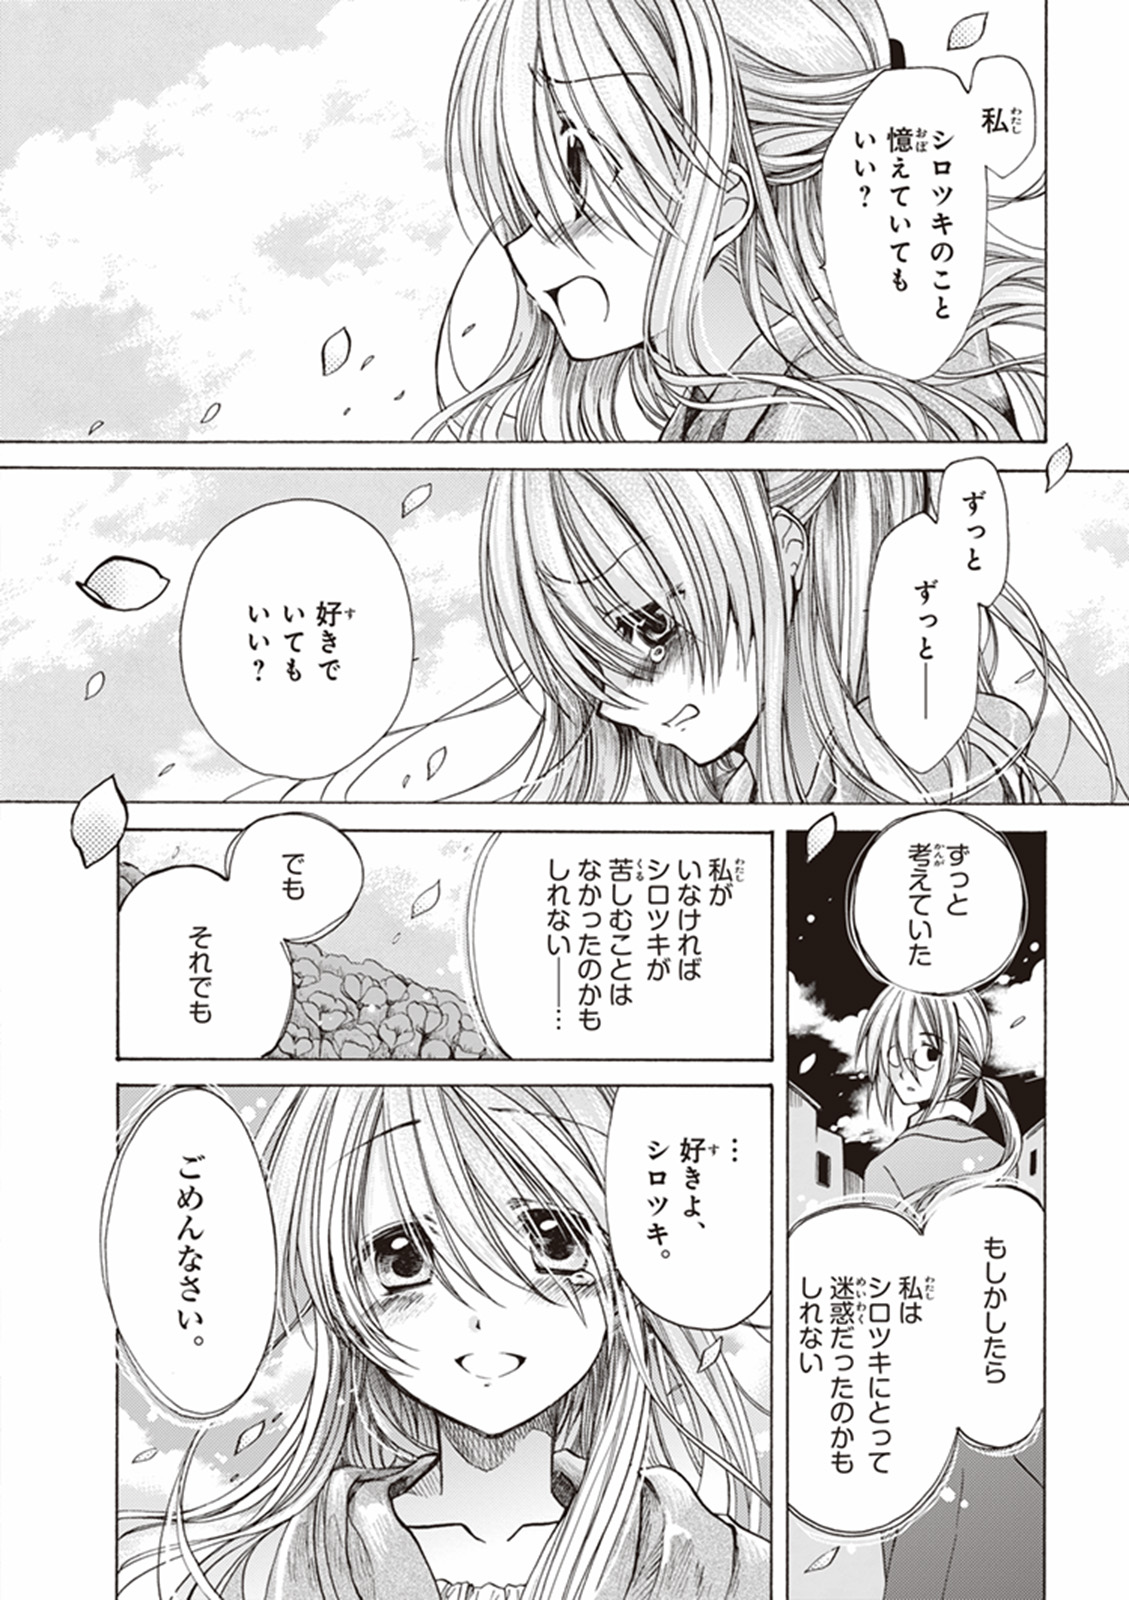 私
シロツキのこと
憶えていても
いい?
ずっと
ずっと――
好きで
いても
いい?
ずっと
考えていた
もしかしたら
私は
シロツキにとって
迷惑だったのかも
しれない
私が
いなければ
シロツキが
苦しむことは
なかったのかも
しれない――……
でも
それでも
…
好きよ、
シロツキ。
ごめんなさい。